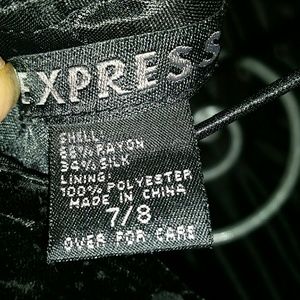 EXPRESS
SHELL:
66% RAYON
34% SILK
LINING:
100% POLYESTER
MADE IN CHINA
7/8
OVER FOR CARE